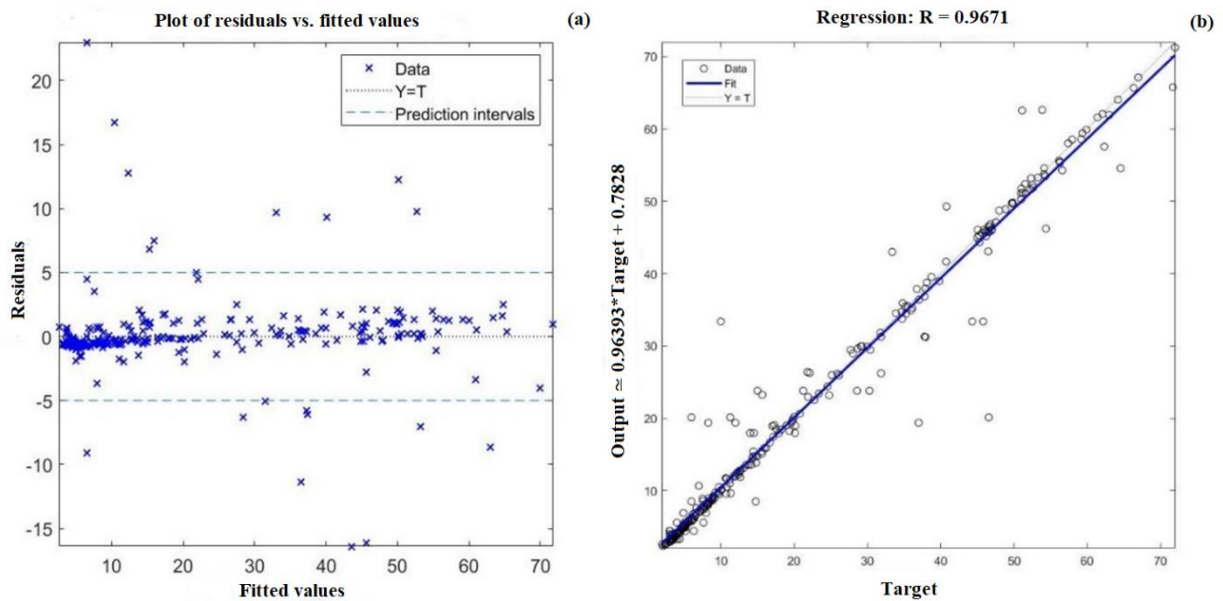 Plot of residuals vs. fitted values
(a)
Data
Y=T
Prediction intervals
Residuals
20
15
10
5
0
-5
-10
-15
10
20
30
40
50
60
70
Fitted values
Regression: R = 0.9671
(b)
Data
Fit
Y = T
Output ≃ 0.96393*Target + 0.7828
70
60
50
40
30
20
10
10
20
30
40
50
60
70
Target